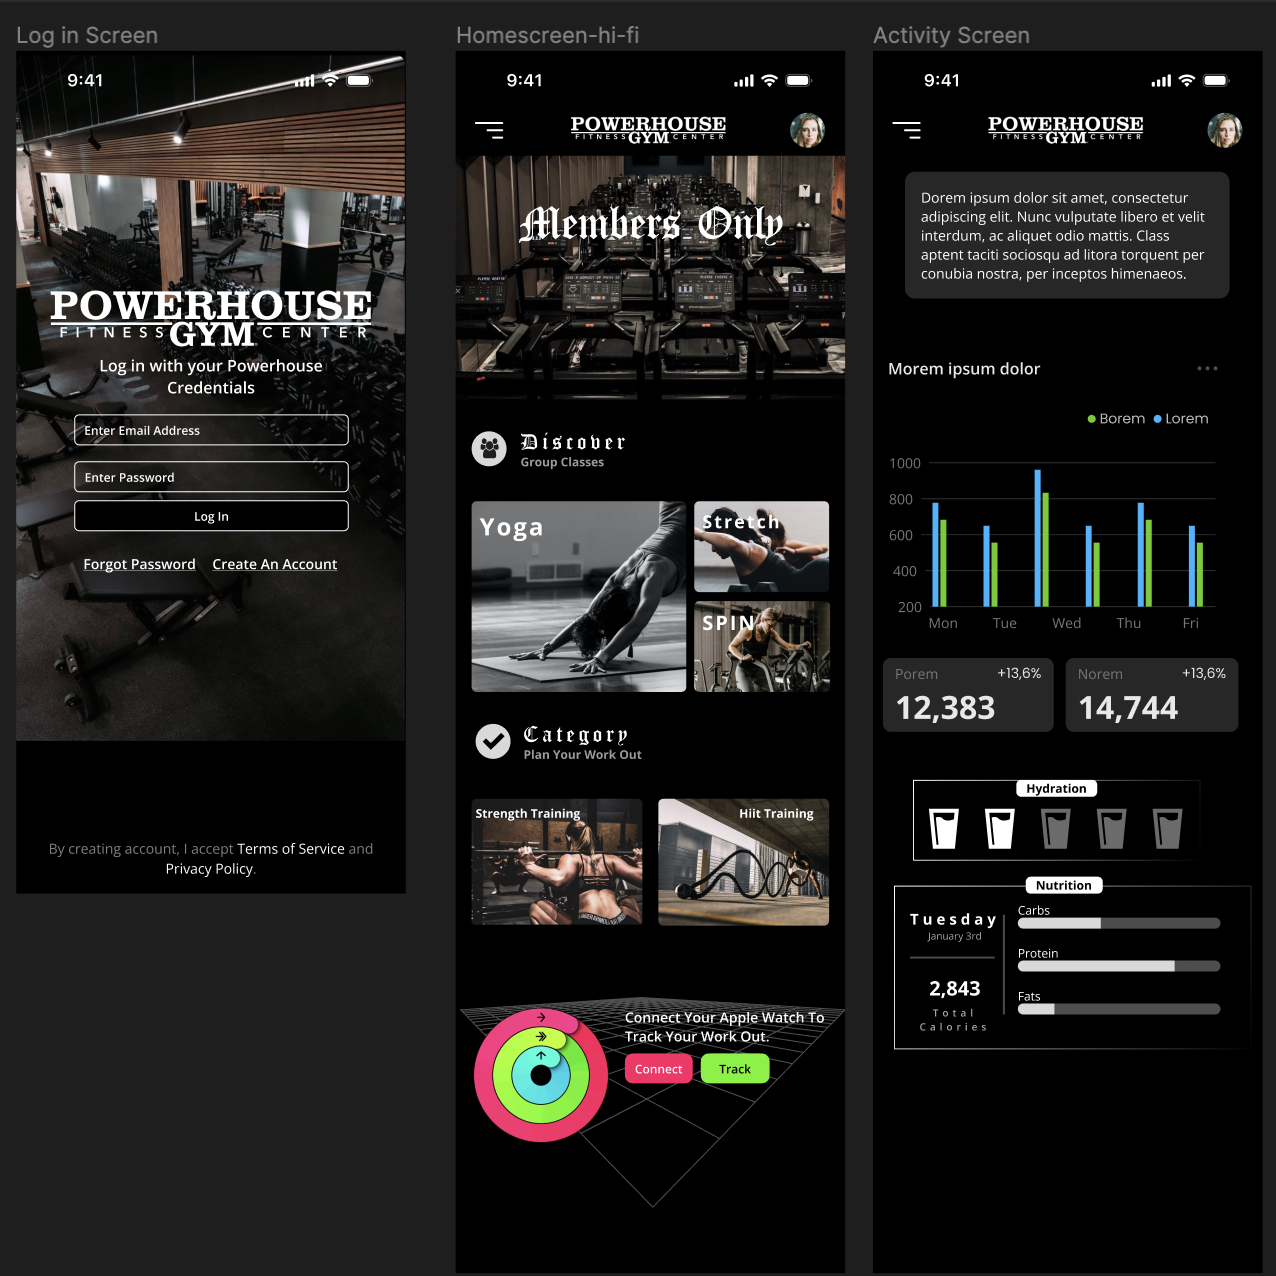 Log in Screen
9:41
POWERHOUSE
FITNESS GYM CENTER
Log in with your Powerhouse
Credentials
Enter Email Address
Enter Password
Log In
Forgot Password Create An Account
By creating account, I accept Terms of Service and
Privacy Policy.
Homescreen-hi-fi
9:41
POWERHOUSE
FITNESS GYM CENTER
Members Only
Discover
Group Classes
Yoga
Stretch
SPIN
Category
Plan Your Work Out
Strength Training
Hiit Training
Connect Your Apple Watch To
Track Your Work Out.
Connect
Track
Activity Screen
9:41
POWERHOUSE
FITNESS GYM CENTER
Dorem ipsum dolor sit amet, consectetur
adipiscing elit. Nunc vulputate libero et velit
interdum, ac aliquet odio mattis. Class
aptent taciti sociosqu ad litora torquent per
conubia nostra, per inceptos himenaeos.
Morem ipsum dolor
Borem Lorem
1000
800
600
400
200
Mon Tue Wed Thu Fri
Porem +13,6%
12,383
Norem +13,6%
14,744
Hydration
Nutrition
Tuesday
January 3rd
2,843
Total
Calories
Carbs
Protein
Fats